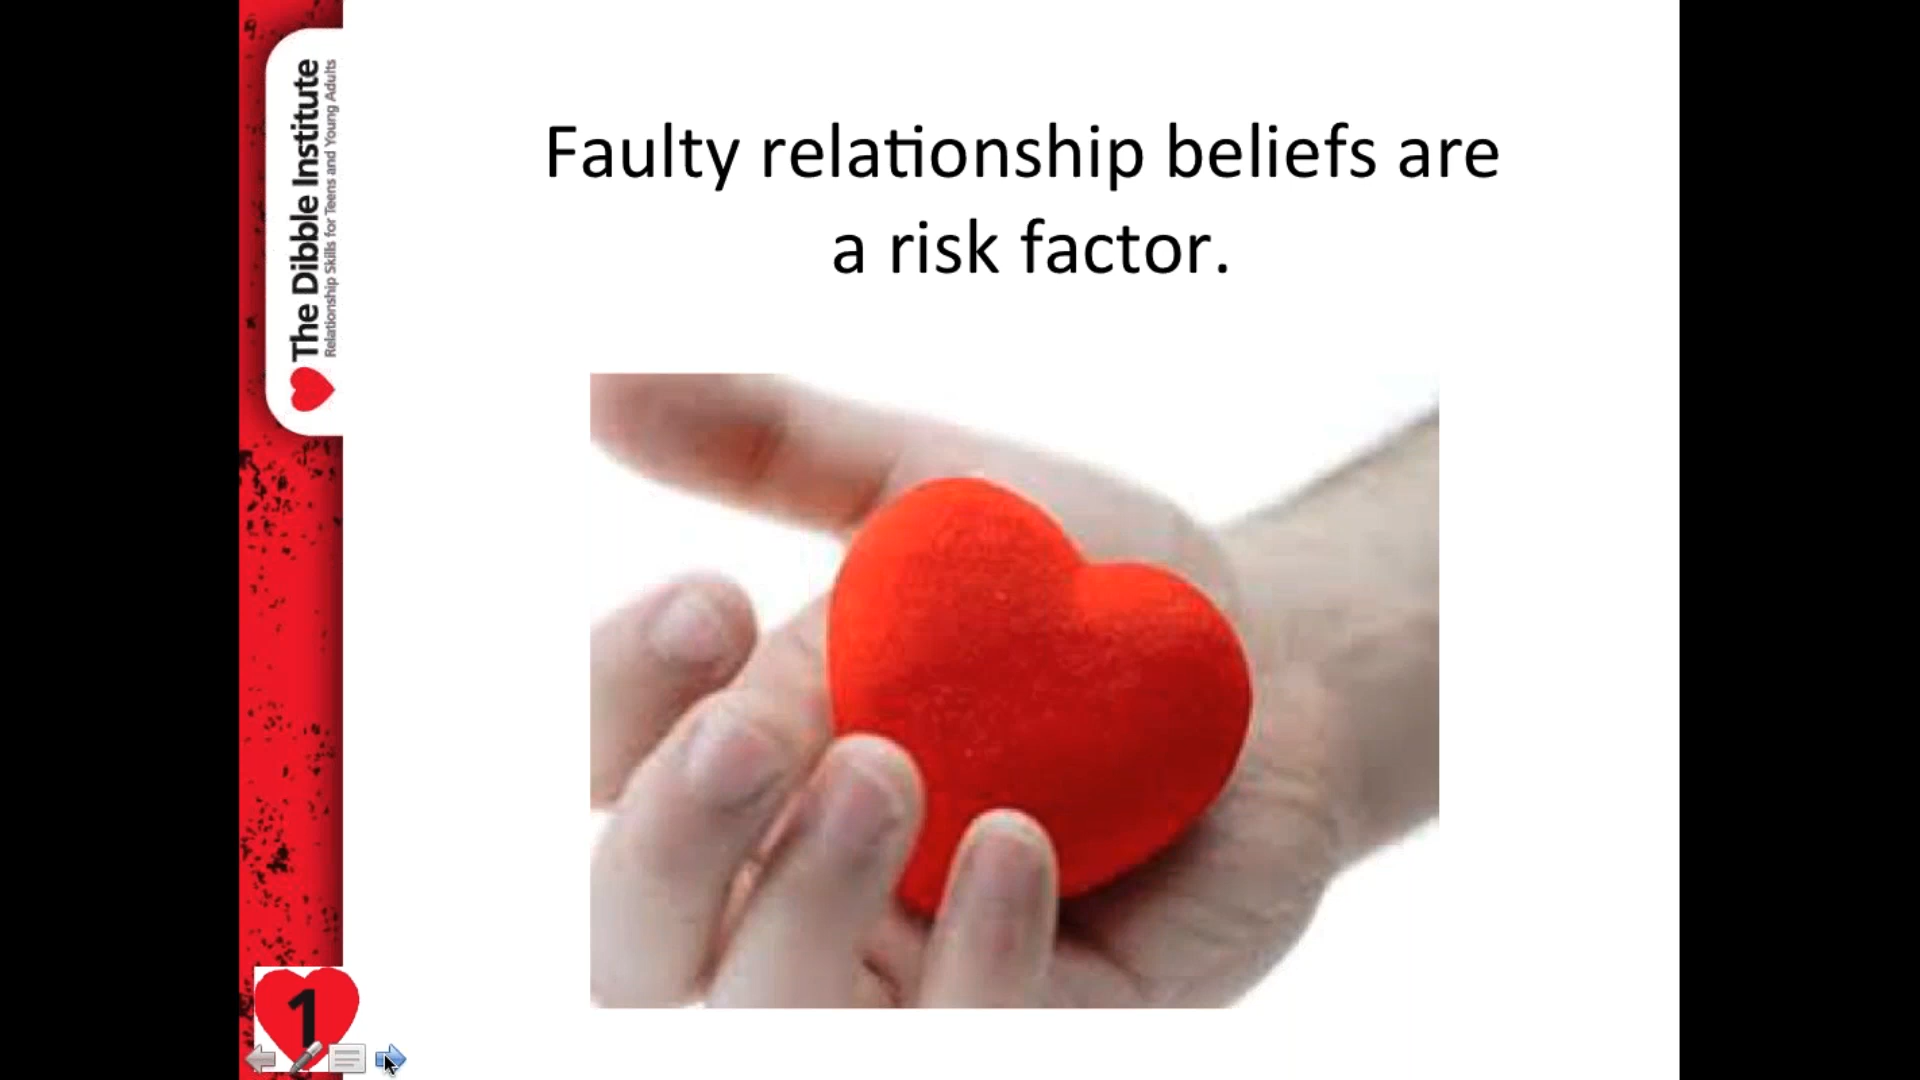 The Dibble Institute
Relationship Skills for Teens and Young Adults
Faulty relationship beliefs are
a risk factor.
1